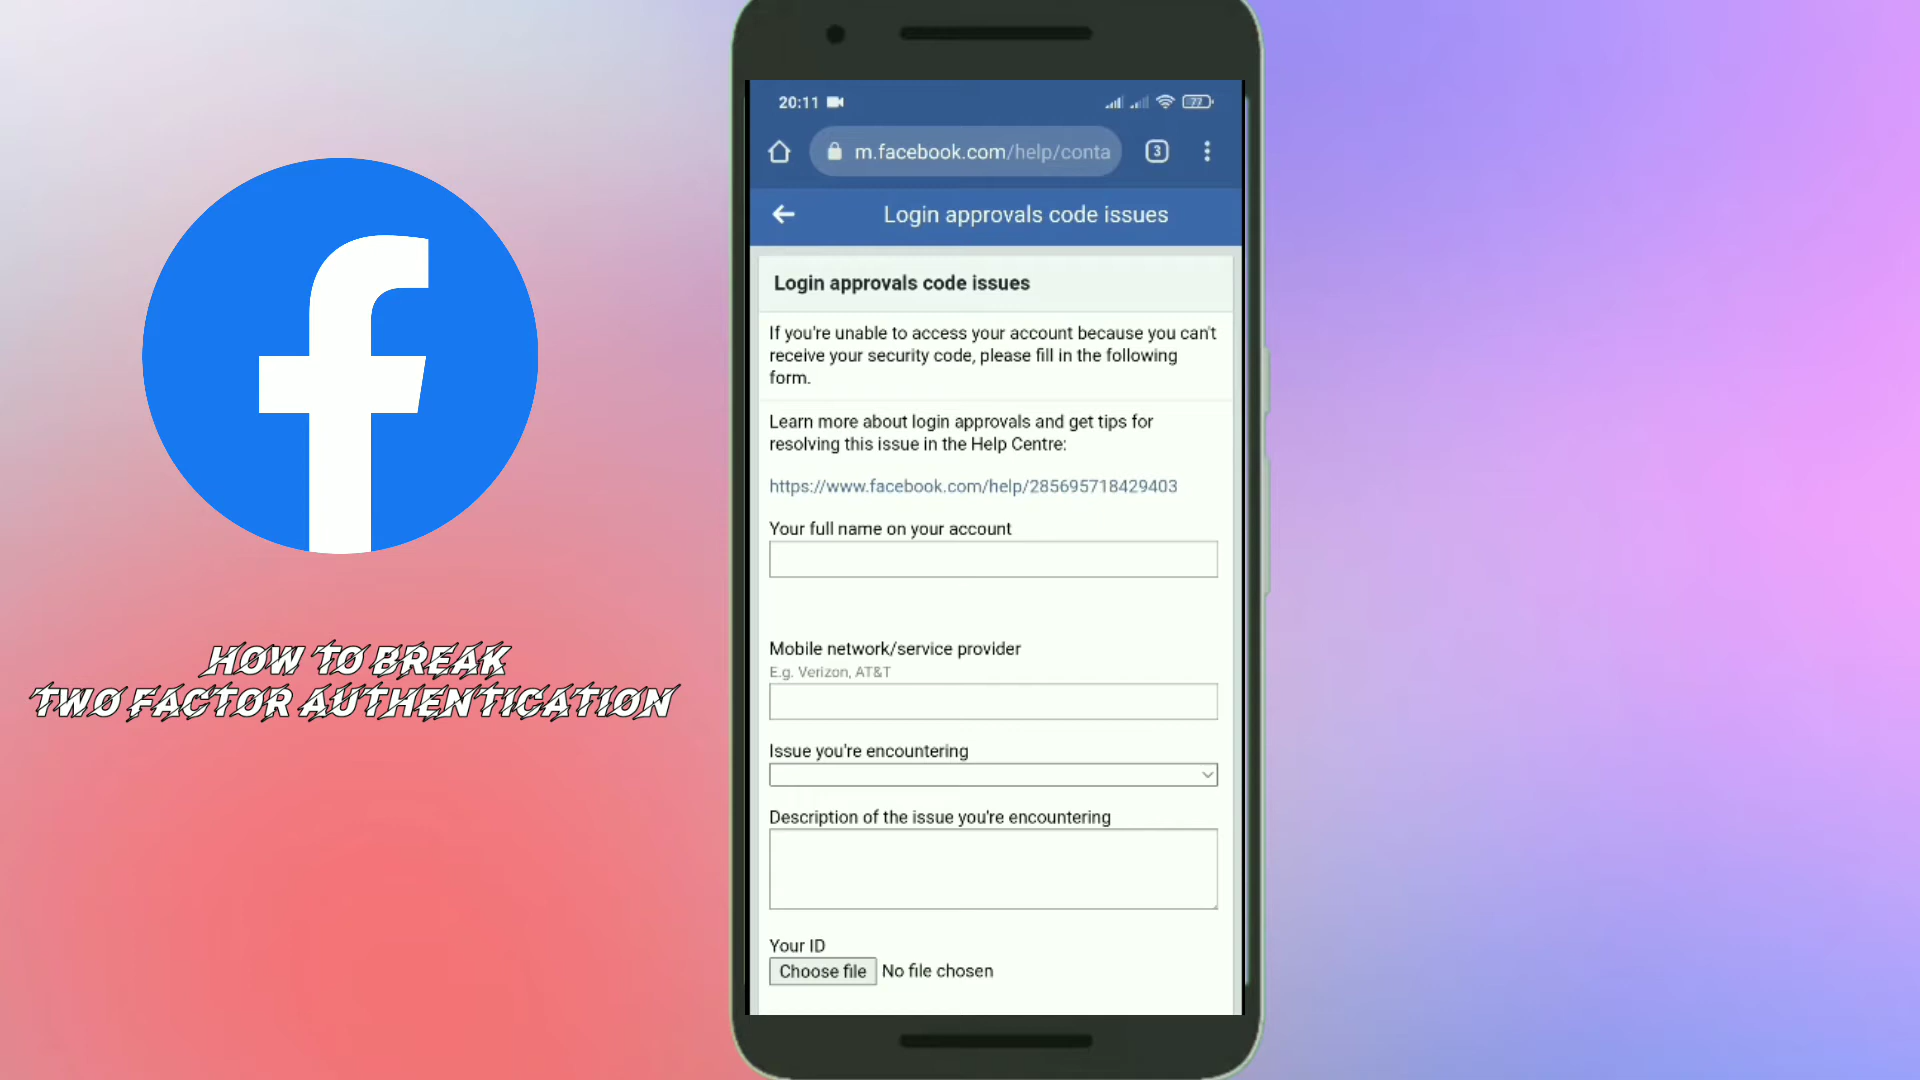 HOW TO BREAK
TWO FACTOR AUTHENTICATION
20:11
77
m.facebook.com/help/conta
3
Login approvals code issues
Login approvals code issues
If you're unable to access your account because you can't
receive your security code, please fill in the following
form.
Learn more about login approvals and get tips for
resolving this issue in the Help Centre:
https://www.facebook.com/help/285695718429403
Your full name on your account
Mobile network/service provider
E.g. Verizon, AT&T
Issue you're encountering
Description of the issue you're encountering
Your ID
Choose file No file chosen